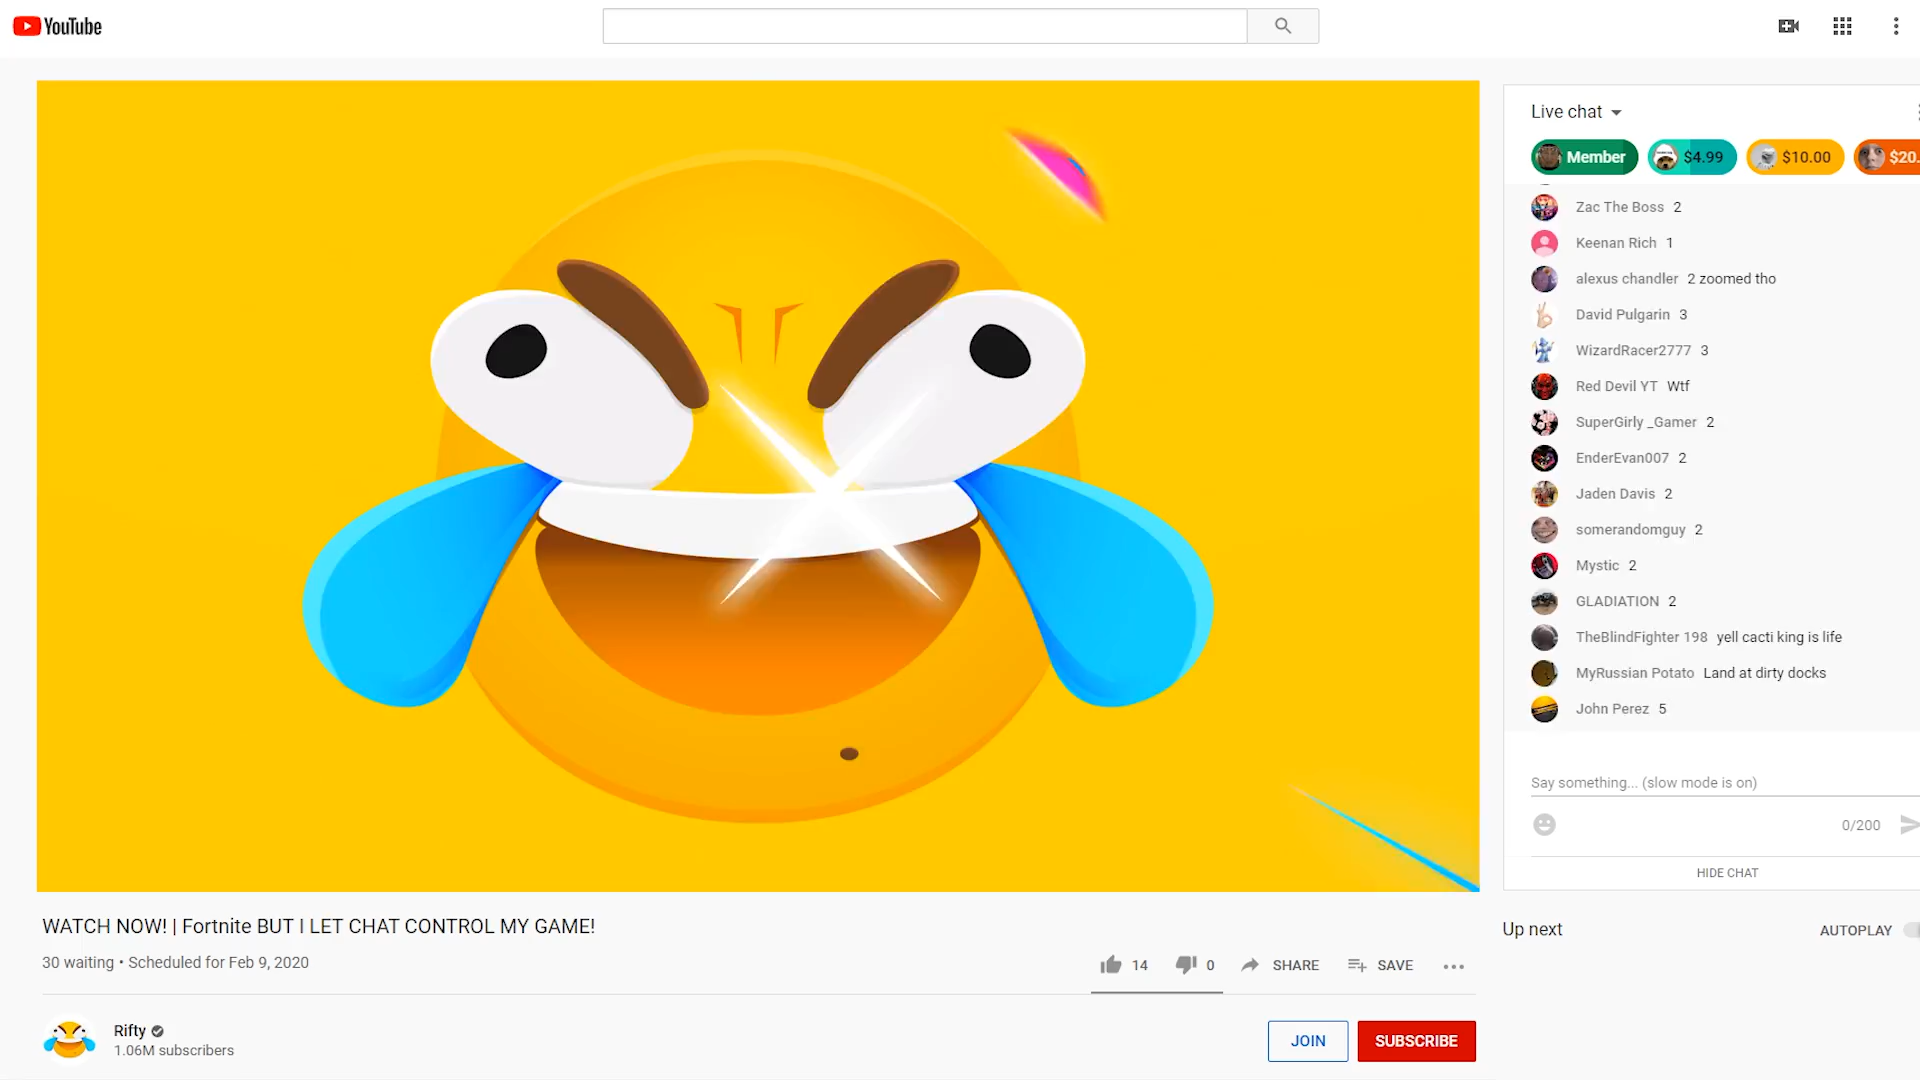 YouTube
Live chat
Member $4.99 $10.00 $20.
Zac The Boss 2
Keenan Rich 1
alexus chandler 2 zoomed tho
David Pulgarin 3
WizardRacer2777 3
Red Devil YT Wtf
SuperGirly _Gamer 2
EnderEvan007 2
Jaden Davis 2
somerandomguy 2
Mystic 2
GLADIATION 2
TheBlindFighter 198 yell cacti king is life
MyRussian Potato Land at dirty docks
John Perez 5
Say something... (slow mode is on)
0/200
HIDE CHAT
WATCH NOW! | Fortnite BUT I LET CHAT CONTROL MY GAME!
30 waiting • Scheduled for Feb 9, 2020
14 0 SHARE SAVE
Rifty
1.06M subscribers
JOIN SUBSCRIBE
Up next AUTOPLAY